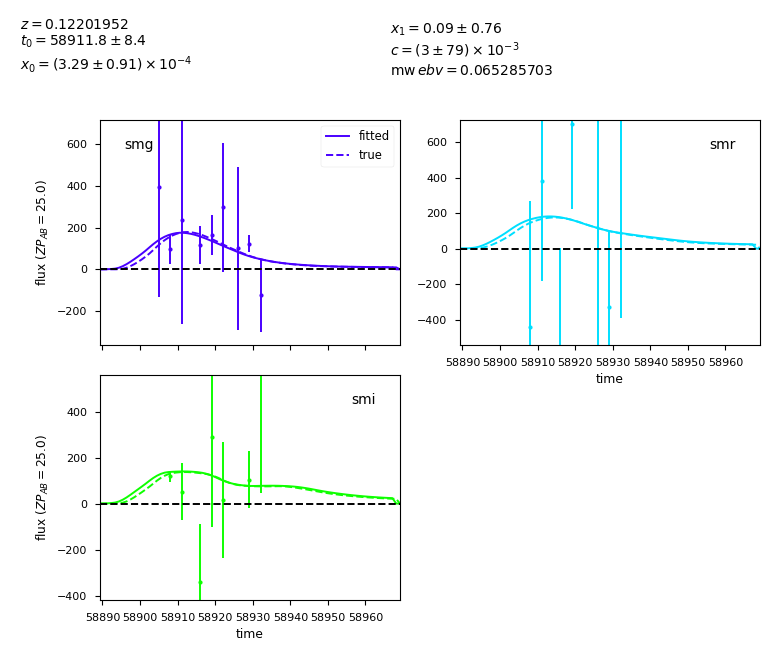 z = 0.12201952
t₀ = 58911.8 ± 8.4
x₀ = (3.29 ± 0.91) × 10⁻⁴
x₁ = 0.09 ± 0.76
c = (3 ± 79) × 10⁻³
mw ebv = 0.065285703
smg
fitted
true
600
400
200
0
−200
flux (ZP_AB = 25.0)
smr
600
400
200
0
−200
−400
58890 58900 58910 58920 58930 58940 58950 58960
time
smi
400
200
0
−200
−400
flux (ZP_AB = 25.0)
58890 58900 58910 58920 58930 58940 58950 58960
time